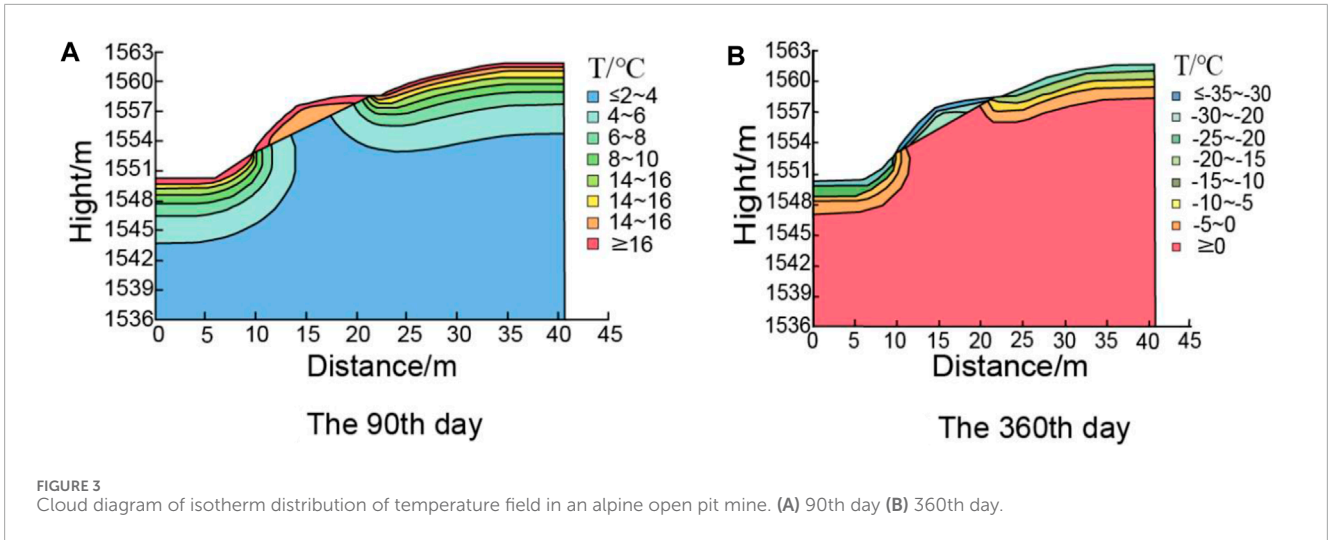 A
1563
1560
1557
1554
1551
1548
1545
1542
1539
1536
Hight/m
0 5 10 15 20 25 30 35 40 45
Distance/m
T/°C
≤2~4
4~6
6~8
8~10
14~16
14~16
14~16
≥16
The 90th day
B
1563
1560
1557
1554
1551
1548
1545
1542
1539
1536
Hight/m
0 5 10 15 20 25 30 35 40 45
Distance/m
T/°C
≤-35~-30
-30~-20
-25~-20
-20~-15
-15~-10
-10~-5
-5~0
≥0
The 360th day
FIGURE 3
Cloud diagram of isotherm distribution of temperature field in an alpine open pit mine. (A) 90th day (B) 360th day.